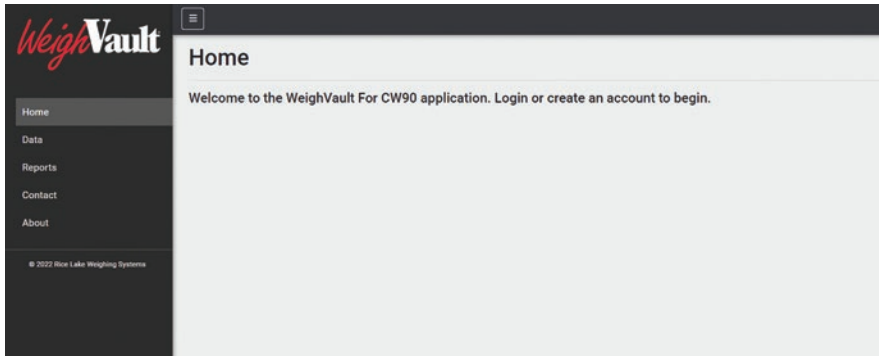 WeighVault
Home
Welcome to the WeighVault For CW90 application. Login or create an account to begin.
Home
Data
Reports
Contact
About
© 2022 Rice Lake Weighing Systems